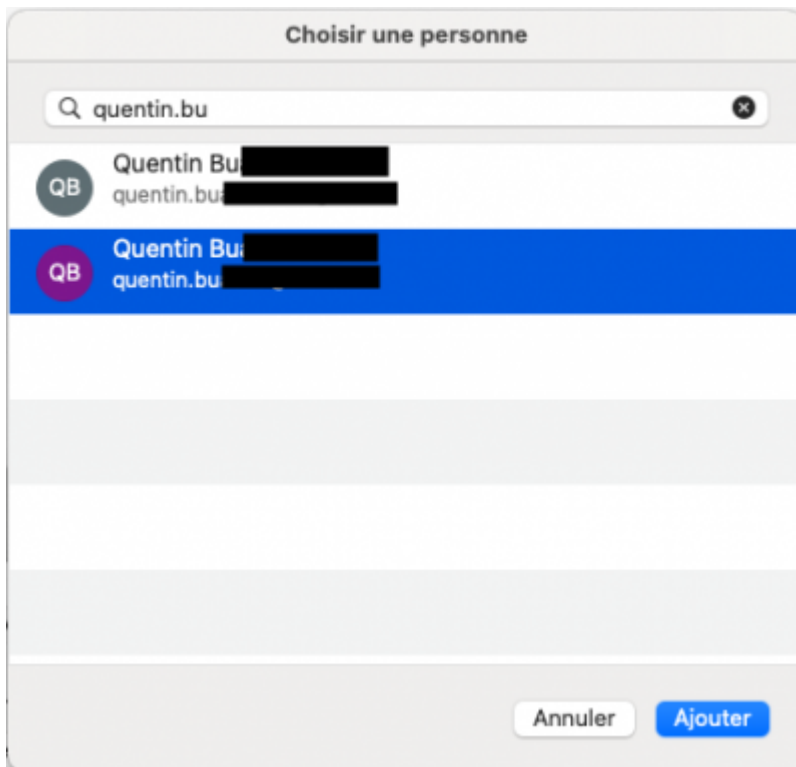 Choisir une personne
quentin.bu
QB
Quentin Bu
quentin.bu
QB
Quentin Bu
quentin.bu
Annuler Ajouter